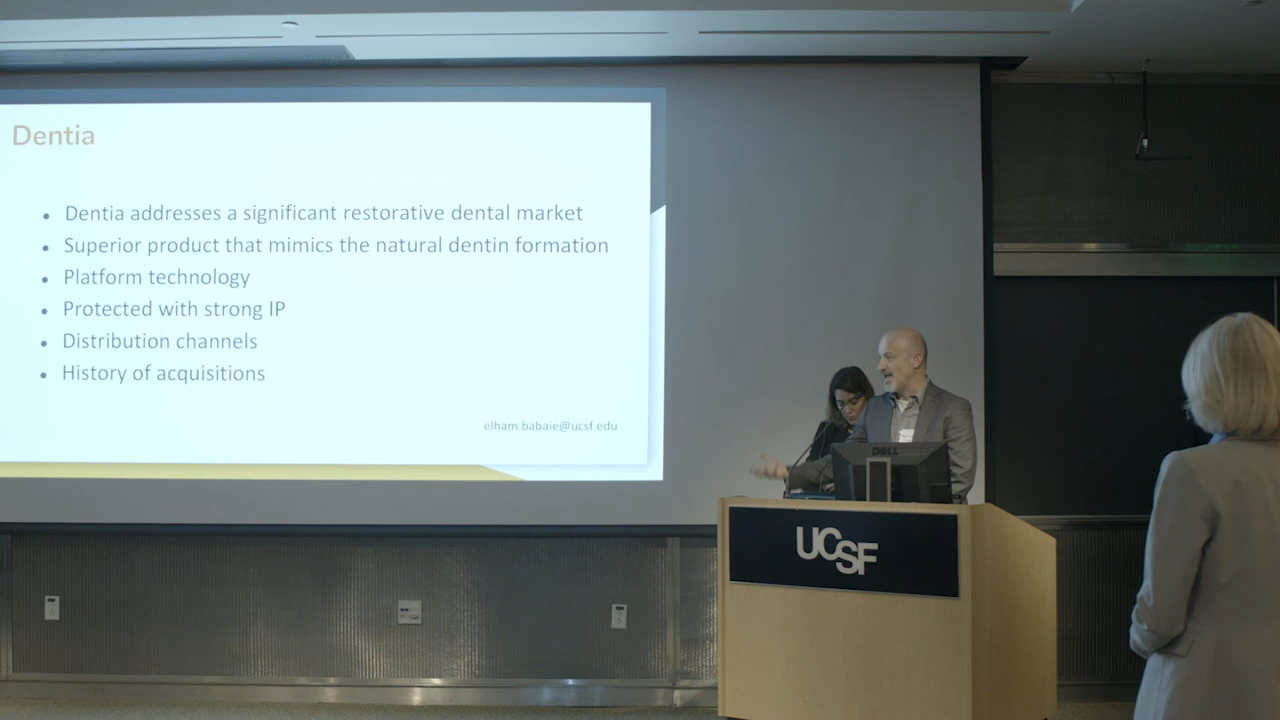 Dentia
• Dentia addresses a significant restorative dental market
• Superior product that mimics the natural dentin formation
• Platform technology
• Protected with strong IP
• Distribution channels
• History of acquisitions
elham.babaie@ucsf.edu
DELL
UCSF